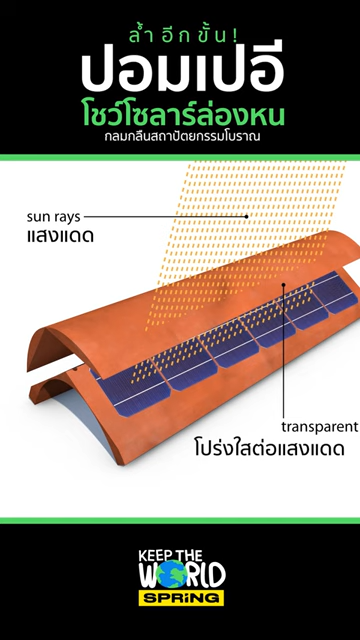 ล้ำอีกขั้น!
ปอมเปอี
โชว์โซลาร์ล่องหน
กลมกลืนสถาปัตยกรรมโบราณ
sun rays
แสงแดด
transparent
โปร่งใสต่อแสงแดด
KEEP THE
WORLD
SPRiNG